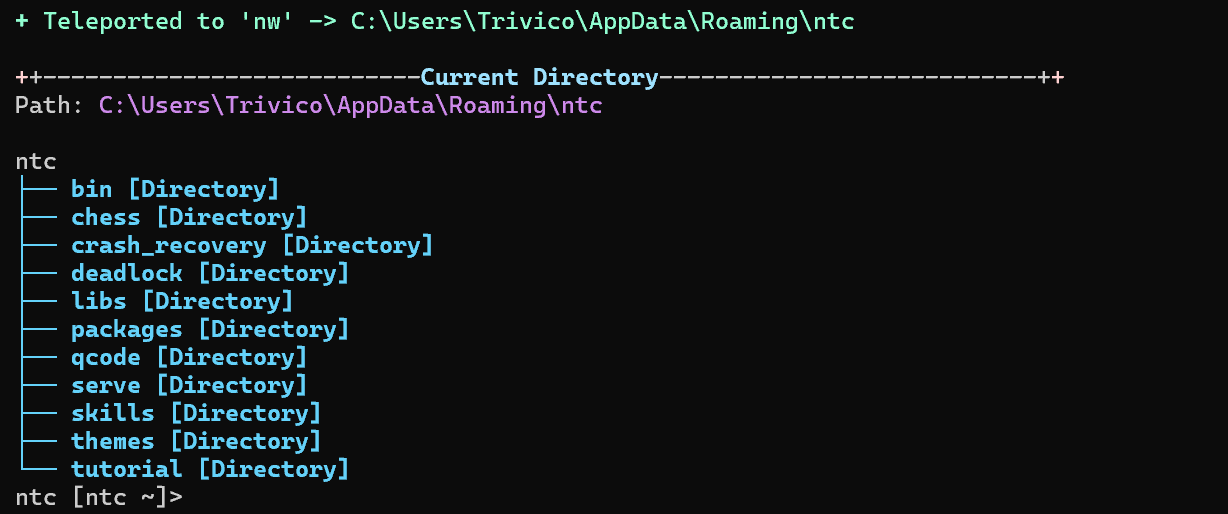 + Teleported to 'nw' -> C:\Users\Trivico\AppData\Roaming\ntc
++---------------------------Current Directory---------------------------++
Path: C:\Users\Trivico\AppData\Roaming\ntc
ntc
├── bin [Directory]
├── chess [Directory]
├── crash_recovery [Directory]
├── deadlock [Directory]
├── libs [Directory]
├── packages [Directory]
├── qcode [Directory]
├── serve [Directory]
├── skills [Directory]
├── themes [Directory]
└── tutorial [Directory]
ntc [ntc ~]>